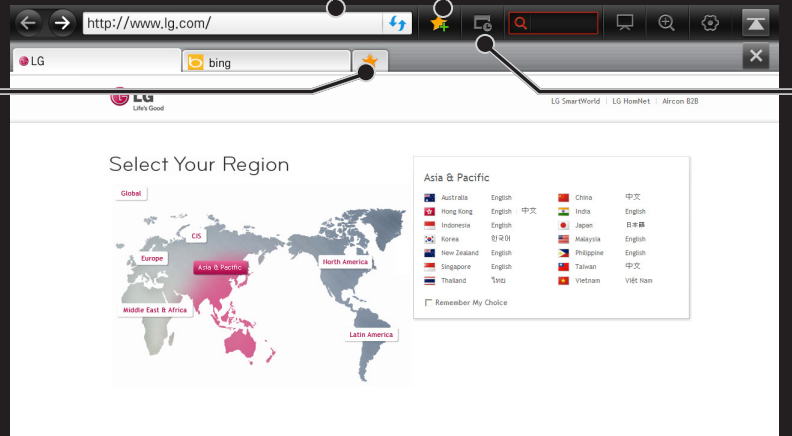 http://www.lg.com/
LG
bing
LG
Life's Good
LG SmartWorld | LG HomNet | Aircon B2B
Select Your Region
Global
CIS
Europe
Asia & Pacific
North America
Middle East & Africa
Latin America
Asia & Pacific
Australia English China 中文
Hong Kong English | 中文 India English
Indonesia English Japan 日本語
Korea 한국어 Malaysia English
New Zealand English Philippine English
Singapore English Taiwan 中文
Thailand ไทย Vietnam Việt Nam
Remember My Choice